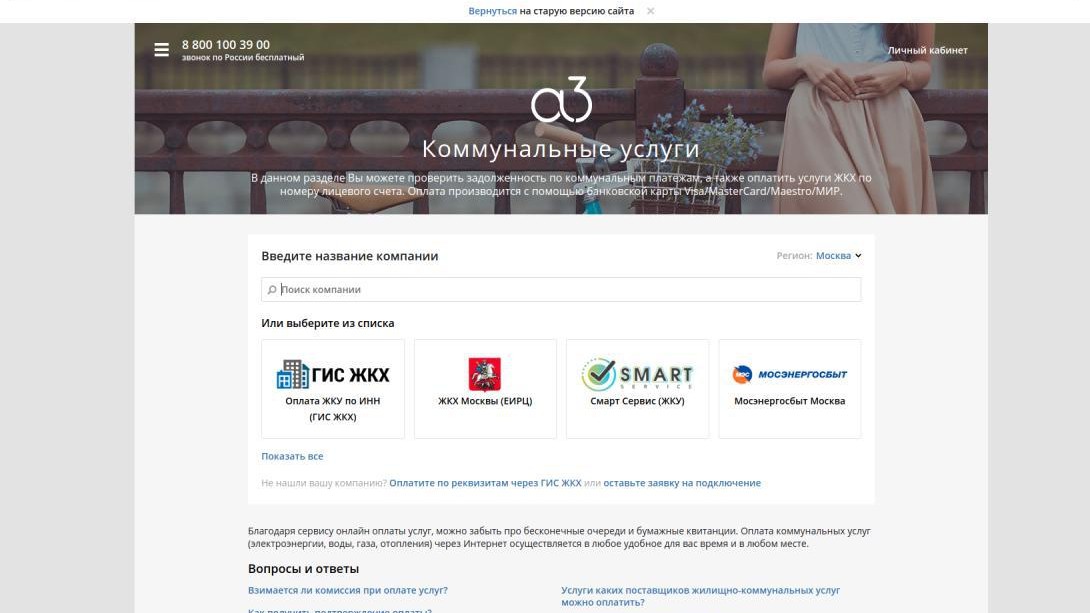 Вернуться на старую версию сайта ×
8 800 100 39 00
звонок по России бесплатный
Личный кабинет
а3
Коммунальные услуги
В данном разделе Вы можете проверить задолженность по коммунальным платежам, а также оплатить услуги ЖКХ по
номеру лицевого счета. Оплата производится с помощью банковской карты Visa/MasterCard/Maestro/МИР.
Введите название компании
Регион: Москва
Поиск компании
Или выберите из списка
ГИС ЖКХ
Оплата ЖКУ по ИНН
(ГИС ЖКХ)
ЖКХ Москвы (ЕИРЦ)
SMART
SERVICE
Смарт Сервис (ЖКУ)
МЭС МОСЭНЕРГОСБЫТ
Мосэнергосбыт Москва
Показать все
Не нашли вашу компанию? Оплатите по реквизитам через ГИС ЖКХ или оставьте заявку на подключение
Благодаря сервису онлайн оплаты услуг, можно забыть про бесконечные очереди и бумажные квитанции. Оплата коммунальных услуг
(электроэнергии, воды, газа, отопления) через Интернет осуществляется в любое удобное для вас время и в любом месте.
Вопросы и ответы
Взимается ли комиссия при оплате услуг?
Услуги каких поставщиков жилищно-коммунальных услуг
можно оплатить?
Как получить подтверждение оплаты?